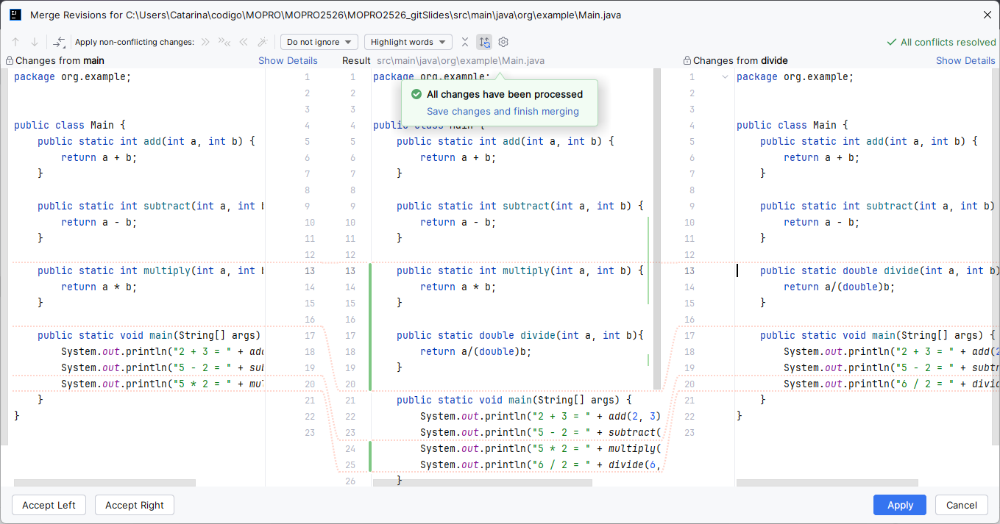 Merge Revisions for C:\Users\Catarina\codigo\MOPRO\MOPRO2526\MOPRO2526_gitSlides\src\main\java\org\example\Main.java
Apply non-conflicting changes: Do not ignore Highlight words All conflicts resolved
Changes from main Show Details Result src\main\java\org\example\Main.java Changes from divide Show Details
package org.example;
public class Main {
public static int add(int a, int b) {
return a + b;
}
public static int subtract(int a, int
return a - b;
}
public static int multiply(int a, int
return a * b;
}
public static void main(String[] args)
System.out.println("2 + 3 = " + add
System.out.println("5 - 2 = " + sub
System.out.println("5 * 2 = " + mul
}
}
1
2
3
4
5
6
7
8
9
10
11
12
13
14
15
16
17
18
19
20
21
22
23
1
2
3
4
5
6
7
8
9
10
11
12
13
14
15
16
17
18
19
20
21
22
23
24
25
26
package org.example;
All changes have been processed
Save changes and finish merging
public class Main {
public static int add(int a, int b) {
return a + b;
}
public static int subtract(int a, int b) {
return a - b;
}
public static int multiply(int a, int b) {
return a * b;
}
public static double divide(int a, int b){
return a/(double)b;
}
public static void main(String[] args) {
System.out.println("2 + 3 = " + add(2, 3)
System.out.println("5 - 2 = " + subtract(
System.out.println("5 * 2 = " + multiply(
System.out.println("6 / 2 = " + divide(6,
}
1
2
3
4
5
6
7
8
9
10
11
12
13
14
15
16
17
18
19
20
21
22
23
package org.example;
public class Main {
public static int add(int a, int b) {
return a + b;
}
public static int subtract(int a, int b)
return a - b;
}
public static double divide(int a, int b)
return a/(double)b;
}
public static void main(String[] args) {
System.out.println("2 + 3 = " + add(2
System.out.println("5 - 2 = " + subtr
System.out.println("6 / 2 = " + divid
}
}
Accept Left Accept Right Apply Cancel